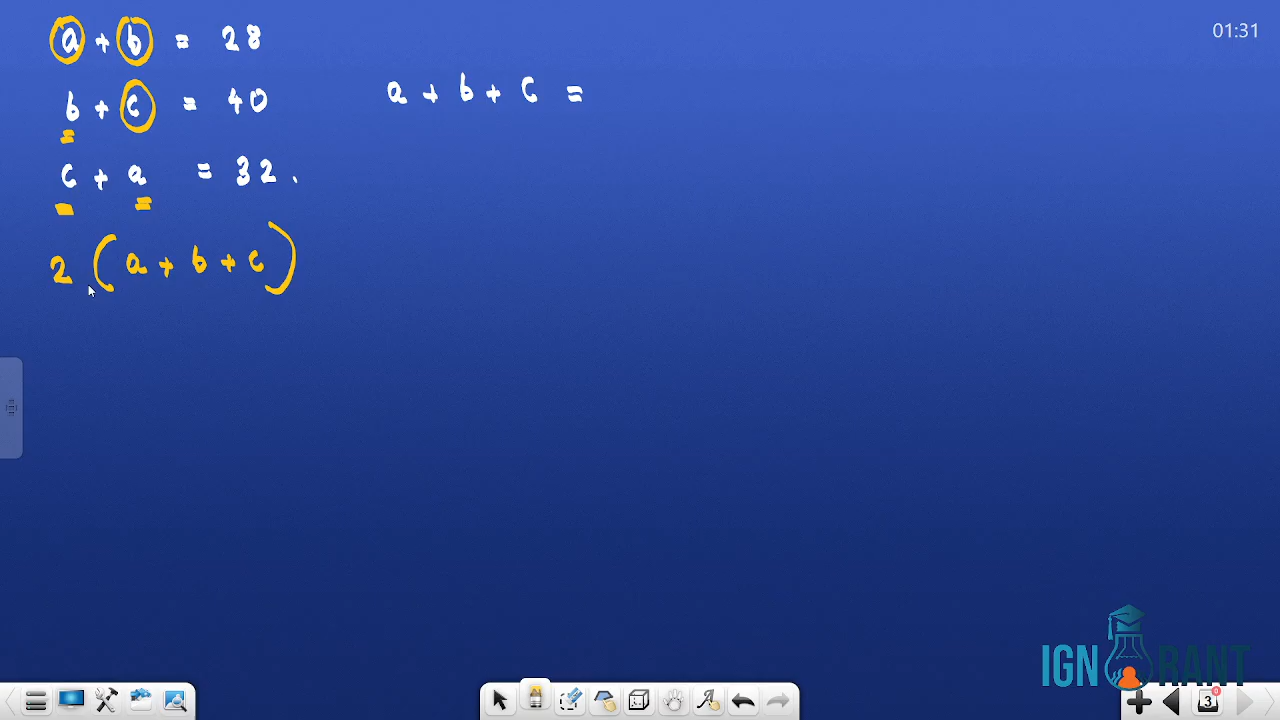 01:31
a + b = 28
b + c = 40
a + b + c =
c + a = 32.
2 (a + b + c)
IGNORANT
3